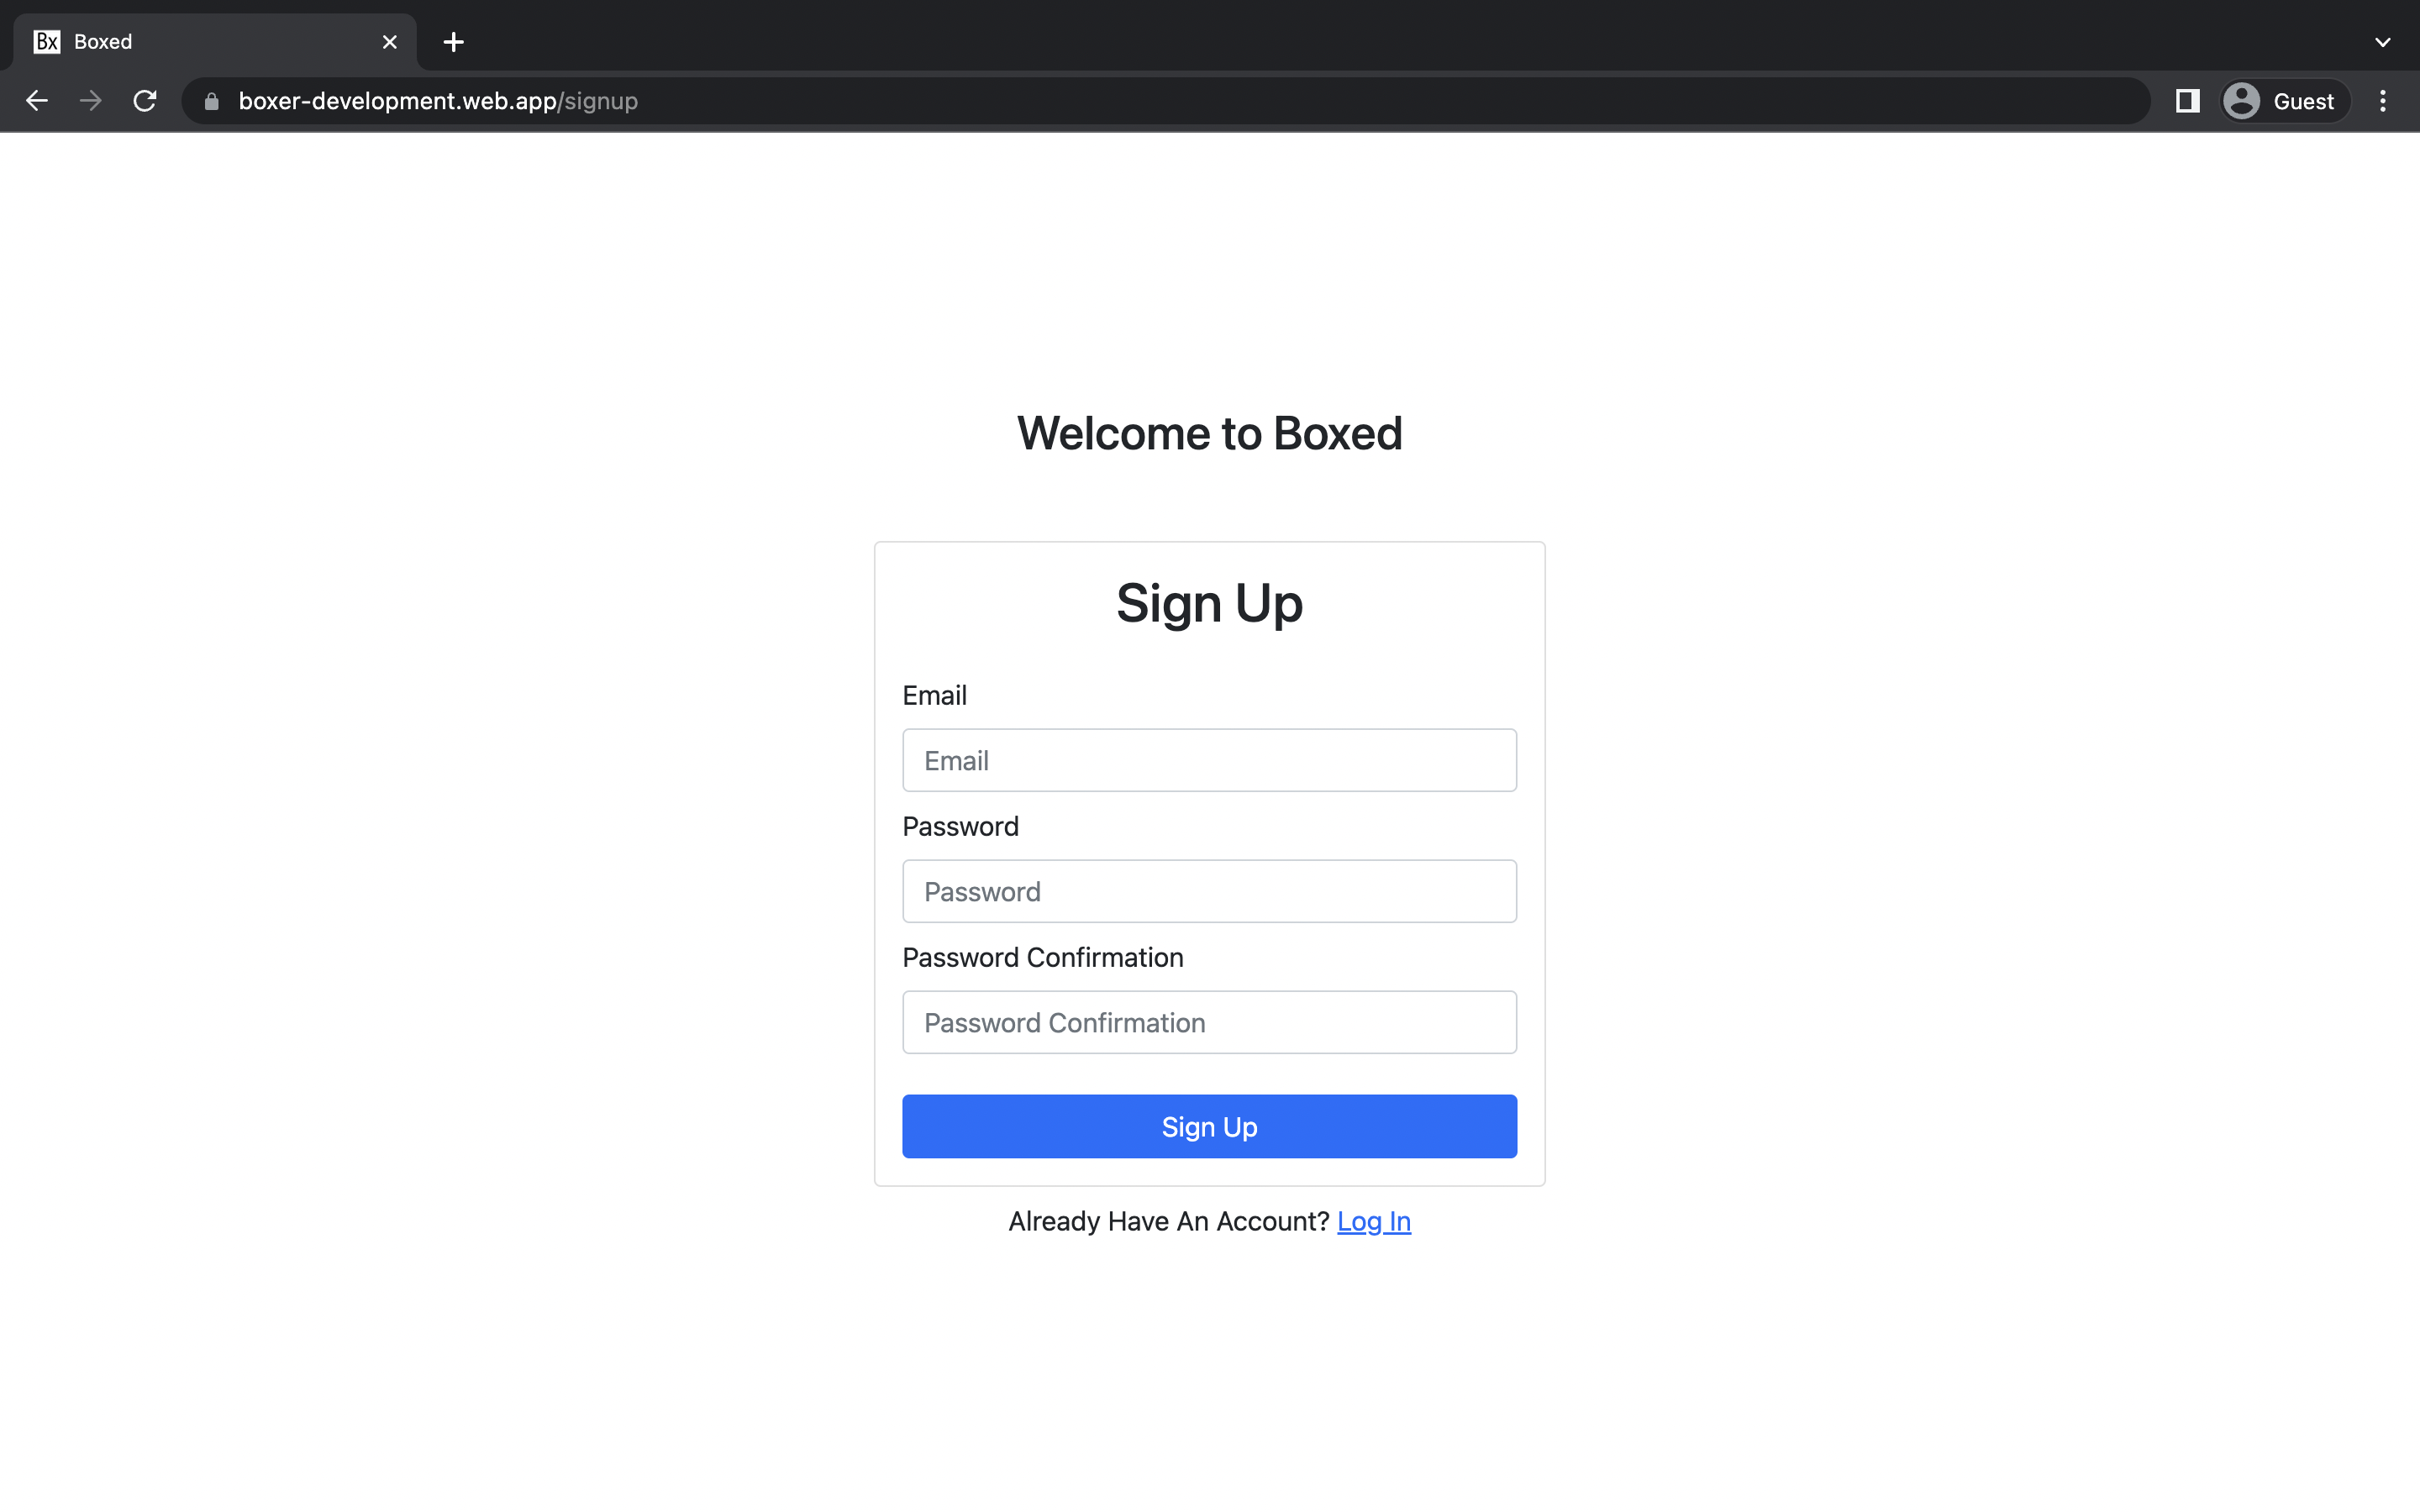 Bx Boxed
boxer-development.web.app/signup
Guest
Welcome to Boxed
Sign Up
Email
Email
Password
Password
Password Confirmation
Password Confirmation
Sign Up
Already Have An Account? Log In